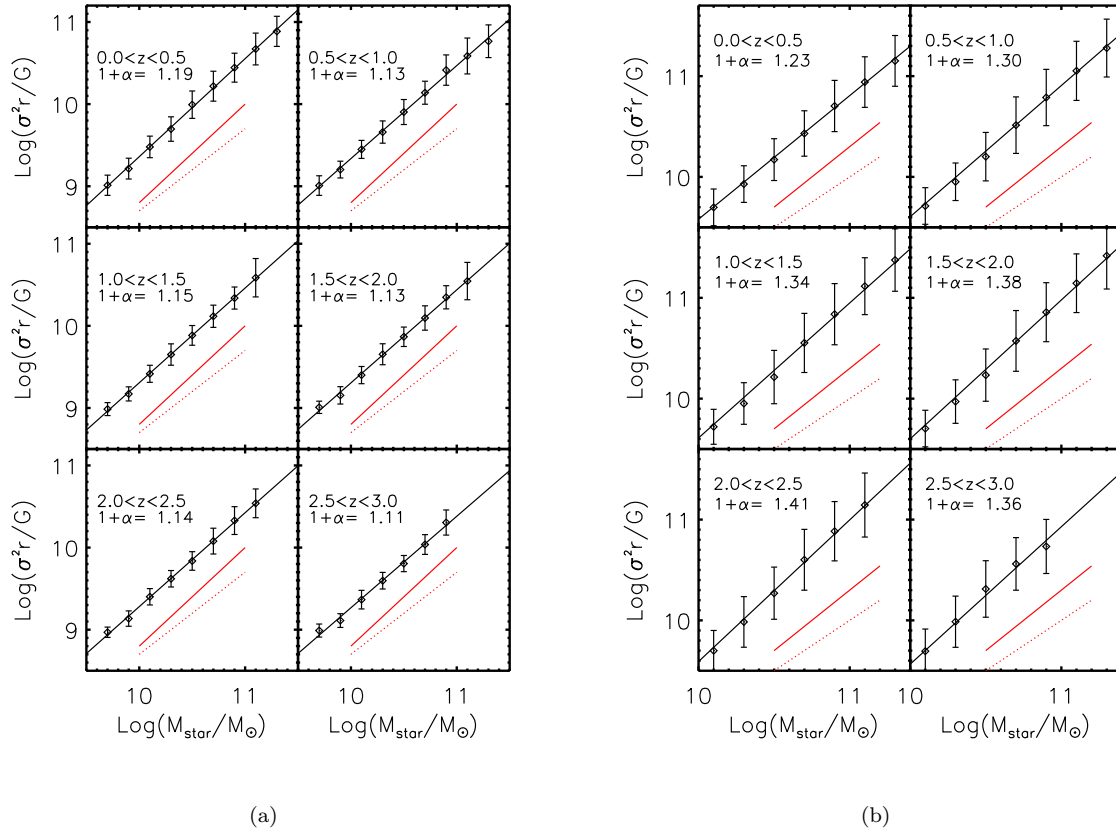 11
10
9
Log(σ²r/G)
0.0<z<0.5
1+α= 1.19
0.5<z<1.0
1+α= 1.13
11
10
9
Log(σ²r/G)
1.0<z<1.5
1+α= 1.15
1.5<z<2.0
1+α= 1.13
11
10
9
Log(σ²r/G)
2.0<z<2.5
1+α= 1.14
2.5<z<3.0
1+α= 1.11
10 11 10 11
Log(M_star/M_⊙) Log(M_star/M_⊙)
(a)
11
10
Log(σ²r/G)
0.0<z<0.5
1+α= 1.23
0.5<z<1.0
1+α= 1.30
11
10
Log(σ²r/G)
1.0<z<1.5
1+α= 1.34
1.5<z<2.0
1+α= 1.38
11
10
Log(σ²r/G)
2.0<z<2.5
1+α= 1.41
2.5<z<3.0
1+α= 1.36
10 11 10 11
Log(M_star/M_⊙) Log(M_star/M_⊙)
(b)